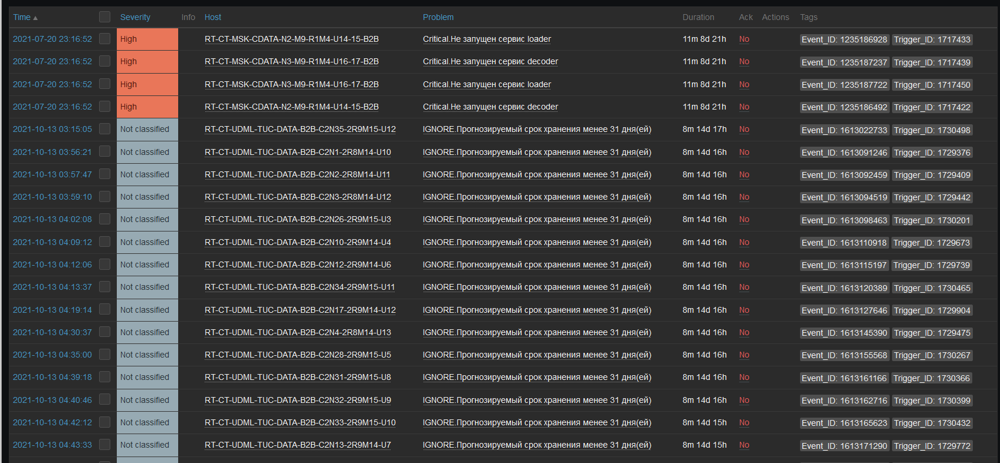 Time ▲ Severity Info Host Problem Duration Ack Actions Tags
2021-07-20 23:16:52 High RT-CT-MSK-CDATA-N2-M9-R1M4-U14-15-B2B Critical.Не запущен сервис loader 11m 8d 21h No Event_ID: 1235186928 Trigger_ID: 1717433
2021-07-20 23:16:52 High RT-CT-MSK-CDATA-N3-M9-R1M4-U16-17-B2B Critical.Не запущен сервис decoder 11m 8d 21h No Event_ID: 1235187237 Trigger_ID: 1717439
2021-07-20 23:16:52 High RT-CT-MSK-CDATA-N3-M9-R1M4-U16-17-B2B Critical.Не запущен сервис loader 11m 8d 21h No Event_ID: 1235187722 Trigger_ID: 1717450
2021-07-20 23:16:52 High RT-CT-MSK-CDATA-N2-M9-R1M4-U14-15-B2B Critical.Не запущен сервис decoder 11m 8d 21h No Event_ID: 1235186492 Trigger_ID: 1717422
2021-10-13 03:15:05 Not classified RT-CT-UDML-TUC-DATA-B2B-C2N35-2R9M15-U12 IGNORE.Прогнозируемый срок хранения менее 31 дня(ей) 8m 14d 17h No Event_ID: 1613022733 Trigger_ID: 1730498
2021-10-13 03:56:21 Not classified RT-CT-UDML-TUC-DATA-B2B-C2N1-2R8M14-U10 IGNORE.Прогнозируемый срок хранения менее 31 дня(ей) 8m 14d 16h No Event_ID: 1613091246 Trigger_ID: 1729376
2021-10-13 03:57:47 Not classified RT-CT-UDML-TUC-DATA-B2B-C2N2-2R8M14-U11 IGNORE.Прогнозируемый срок хранения менее 31 дня(ей) 8m 14d 16h No Event_ID: 1613092459 Trigger_ID: 1729409
2021-10-13 03:59:10 Not classified RT-CT-UDML-TUC-DATA-B2B-C2N3-2R8M14-U12 IGNORE.Прогнозируемый срок хранения менее 31 дня(ей) 8m 14d 16h No Event_ID: 1613094519 Trigger_ID: 1729442
2021-10-13 04:02:08 Not classified RT-CT-UDML-TUC-DATA-B2B-C2N26-2R9M15-U3 IGNORE.Прогнозируемый срок хранения менее 31 дня(ей) 8m 14d 16h No Event_ID: 1613098463 Trigger_ID: 1730201
2021-10-13 04:09:12 Not classified RT-CT-UDML-TUC-DATA-B2B-C2N10-2R9M14-U4 IGNORE.Прогнозируемый срок хранения менее 31 дня(ей) 8m 14d 16h No Event_ID: 1613110918 Trigger_ID: 1729673
2021-10-13 04:12:06 Not classified RT-CT-UDML-TUC-DATA-B2B-C2N12-2R9M14-U6 IGNORE.Прогнозируемый срок хранения менее 31 дня(ей) 8m 14d 16h No Event_ID: 1613115197 Trigger_ID: 1729739
2021-10-13 04:13:37 Not classified RT-CT-UDML-TUC-DATA-B2B-C2N34-2R9M15-U11 IGNORE.Прогнозируемый срок хранения менее 31 дня(ей) 8m 14d 16h No Event_ID: 1613120389 Trigger_ID: 1730465
2021-10-13 04:19:14 Not classified RT-CT-UDML-TUC-DATA-B2B-C2N17-2R9M14-U12 IGNORE.Прогнозируемый срок хранения менее 31 дня(ей) 8m 14d 16h No Event_ID: 1613127646 Trigger_ID: 1729904
2021-10-13 04:30:37 Not classified RT-CT-UDML-TUC-DATA-B2B-C2N4-2R8M14-U13 IGNORE.Прогнозируемый срок хранения менее 31 дня(ей) 8m 14d 16h No Event_ID: 1613145390 Trigger_ID: 1729475
2021-10-13 04:35:00 Not classified RT-CT-UDML-TUC-DATA-B2B-C2N28-2R9M15-U5 IGNORE.Прогнозируемый срок хранения менее 31 дня(ей) 8m 14d 16h No Event_ID: 1613155568 Trigger_ID: 1730267
2021-10-13 04:39:18 Not classified RT-CT-UDML-TUC-DATA-B2B-C2N31-2R9M15-U8 IGNORE.Прогнозируемый срок хранения менее 31 дня(ей) 8m 14d 16h No Event_ID: 1613161166 Trigger_ID: 1730366
2021-10-13 04:40:46 Not classified RT-CT-UDML-TUC-DATA-B2B-C2N32-2R9M15-U9 IGNORE.Прогнозируемый срок хранения менее 31 дня(ей) 8m 14d 16h No Event_ID: 1613162716 Trigger_ID: 1730399
2021-10-13 04:42:12 Not classified RT-CT-UDML-TUC-DATA-B2B-C2N33-2R9M15-U10 IGNORE.Прогнозируемый срок хранения менее 31 дня(ей) 8m 14d 15h No Event_ID: 1613165623 Trigger_ID: 1730432
2021-10-13 04:43:33 Not classified RT-CT-UDML-TUC-DATA-B2B-C2N13-2R9M14-U7 IGNORE.Прогнозируемый срок хранения менее 31 дня(ей) 8m 14d 15h No Event_ID: 1613171290 Trigger_ID: 1729772